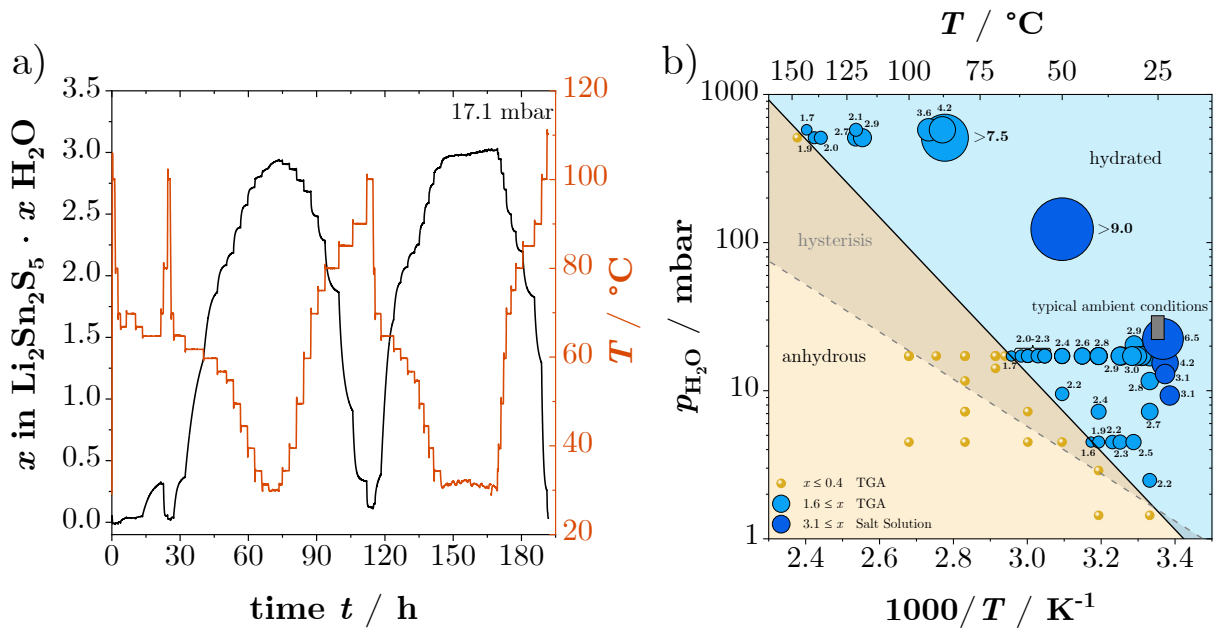 a)
17.1 mbar
3.5
3.0
2.5
2.0
1.5
1.0
0.5
0.0
x in Li2Sn2S5 · x H2O
120
100
80
60
40
20
T / °C
0 30 60 90 120 150 180
time t / h
b)
T / °C
150 125 100 75 50 25
1000
100
10
1
pH2O / mbar
1.7
1.9
2.0
2.7
2.1
2.9
3.6
4.2
>7.5
hydrated
>9.0
hysterisis
typical ambient conditions
anhydrous
1.7
2.0-2.3
2.4
2.6
2.8
2.9
2.9
3.0
6.5
4.2
3.1
3.1
2.8
2.2
2.4
2.7
1.6
1.9
2.2
2.3
2.5
2.2
x ≤ 0.4 TGA
1.6 ≤ x TGA
3.1 ≤ x Salt Solution
2.4 2.6 2.8 3.0 3.2 3.4
1000/T / K-1